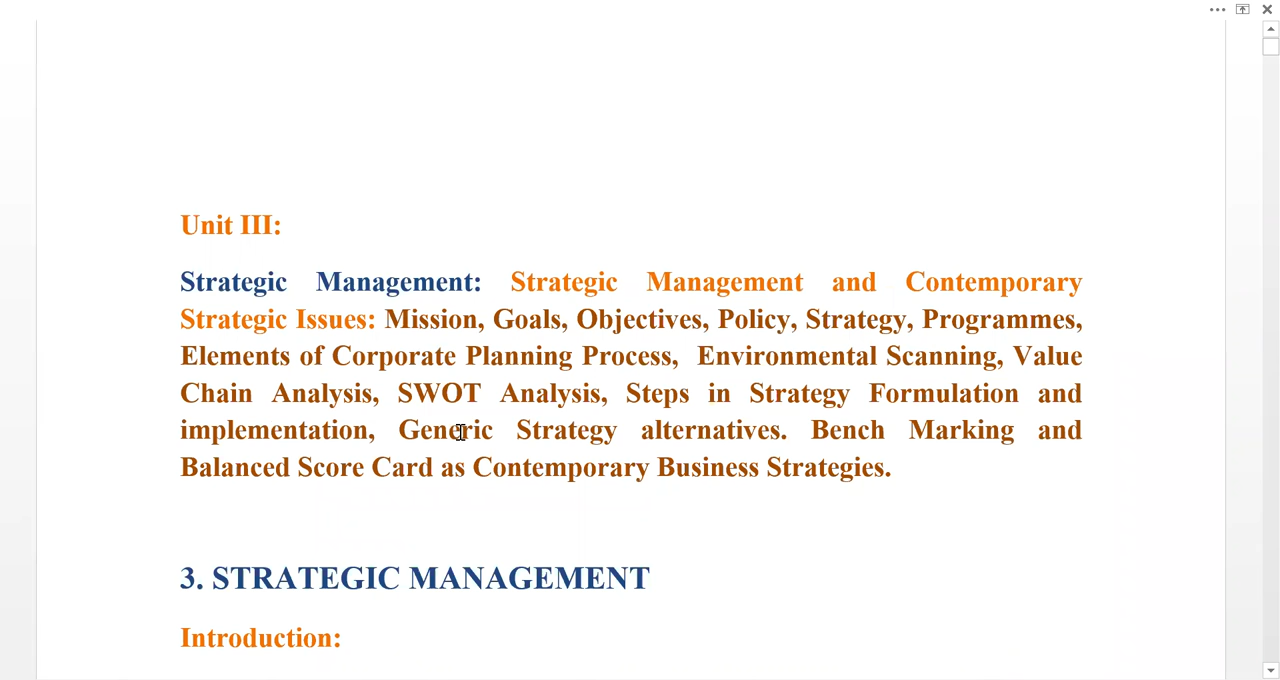 Unit III:
Strategic Management: Strategic Management and Contemporary
Strategic Issues: Mission, Goals, Objectives, Policy, Strategy, Programmes,
Elements of Corporate Planning Process, Environmental Scanning, Value
Chain Analysis, SWOT Analysis, Steps in Strategy Formulation and
implementation, Generic Strategy alternatives. Bench Marking and
Balanced Score Card as Contemporary Business Strategies.
3. STRATEGIC MANAGEMENT
Introduction: